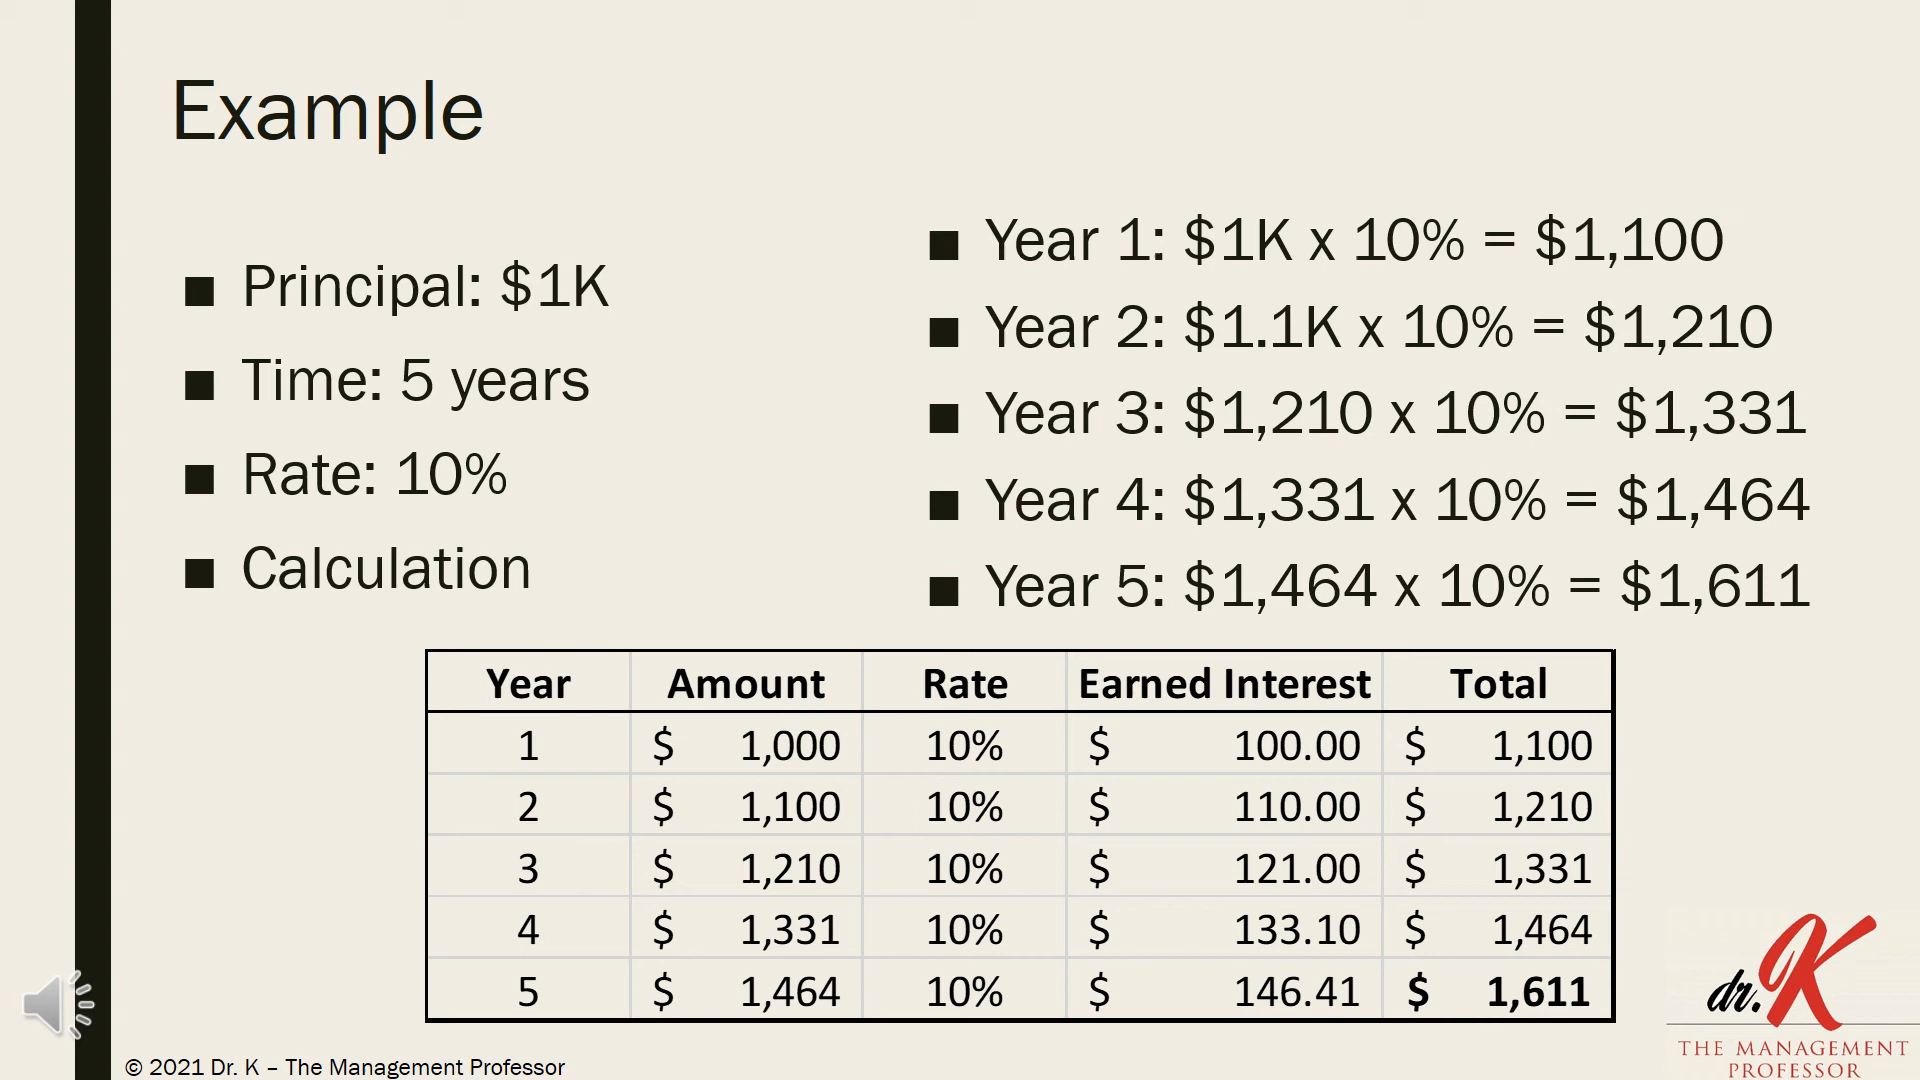 Example
■ Principal: $1K
■ Time: 5 years
■ Rate: 10%
■ Calculation
■ Year 1: $1K x 10% = $1,100
■ Year 2: $1.1K x 10% = $1,210
■ Year 3: $1,210 x 10% = $1,331
■ Year 4: $1,331 x 10% = $1,464
■ Year 5: $1,464 x 10% = $1,611
Year Amount Rate Earned Interest Total
1 $ 1,000 10% $ 100.00 $ 1,100
2 $ 1,100 10% $ 110.00 $ 1,210
3 $ 1,210 10% $ 121.00 $ 1,331
4 $ 1,331 10% $ 133.10 $ 1,464
5 $ 1,464 10% $ 146.41 $ 1,611
dr.K
THE MANAGEMENT
PROFESSOR
© 2021 Dr. K – The Management Professor